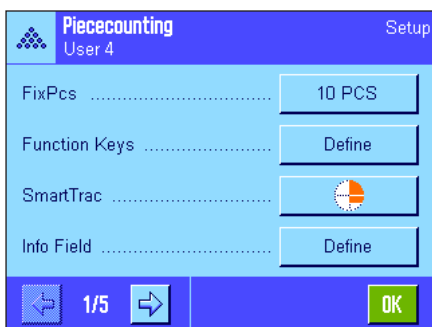 Piececounting Setup
User 4
FixPcs ................................ 10 PCS
Function Keys ....................... Define
SmartTrac ............................
Info Field .............................. Define
1/5 OK